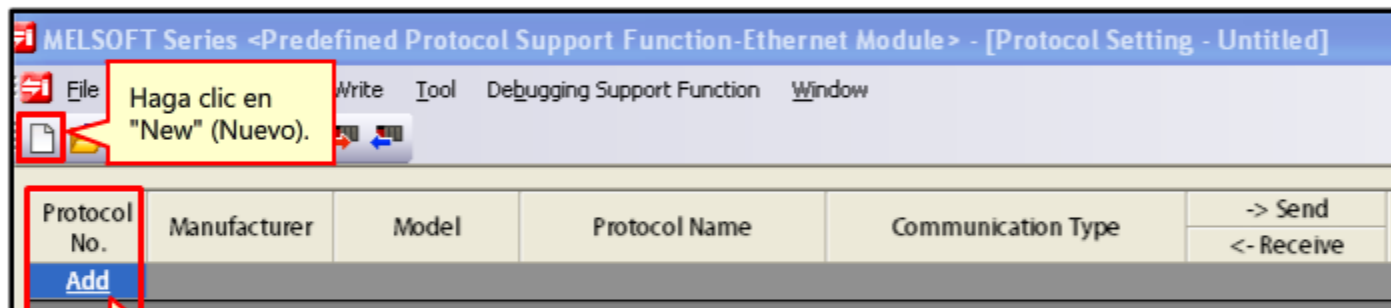 MELSOFT Series <Predefined Protocol Support Function-Ethernet Module> - [Protocol Setting - Untitled]
File Write Tool Debugging Support Function Window
Haga clic en
"New" (Nuevo).
Protocol No. Manufacturer Model Protocol Name Communication Type -> Send
<- Receive
Add